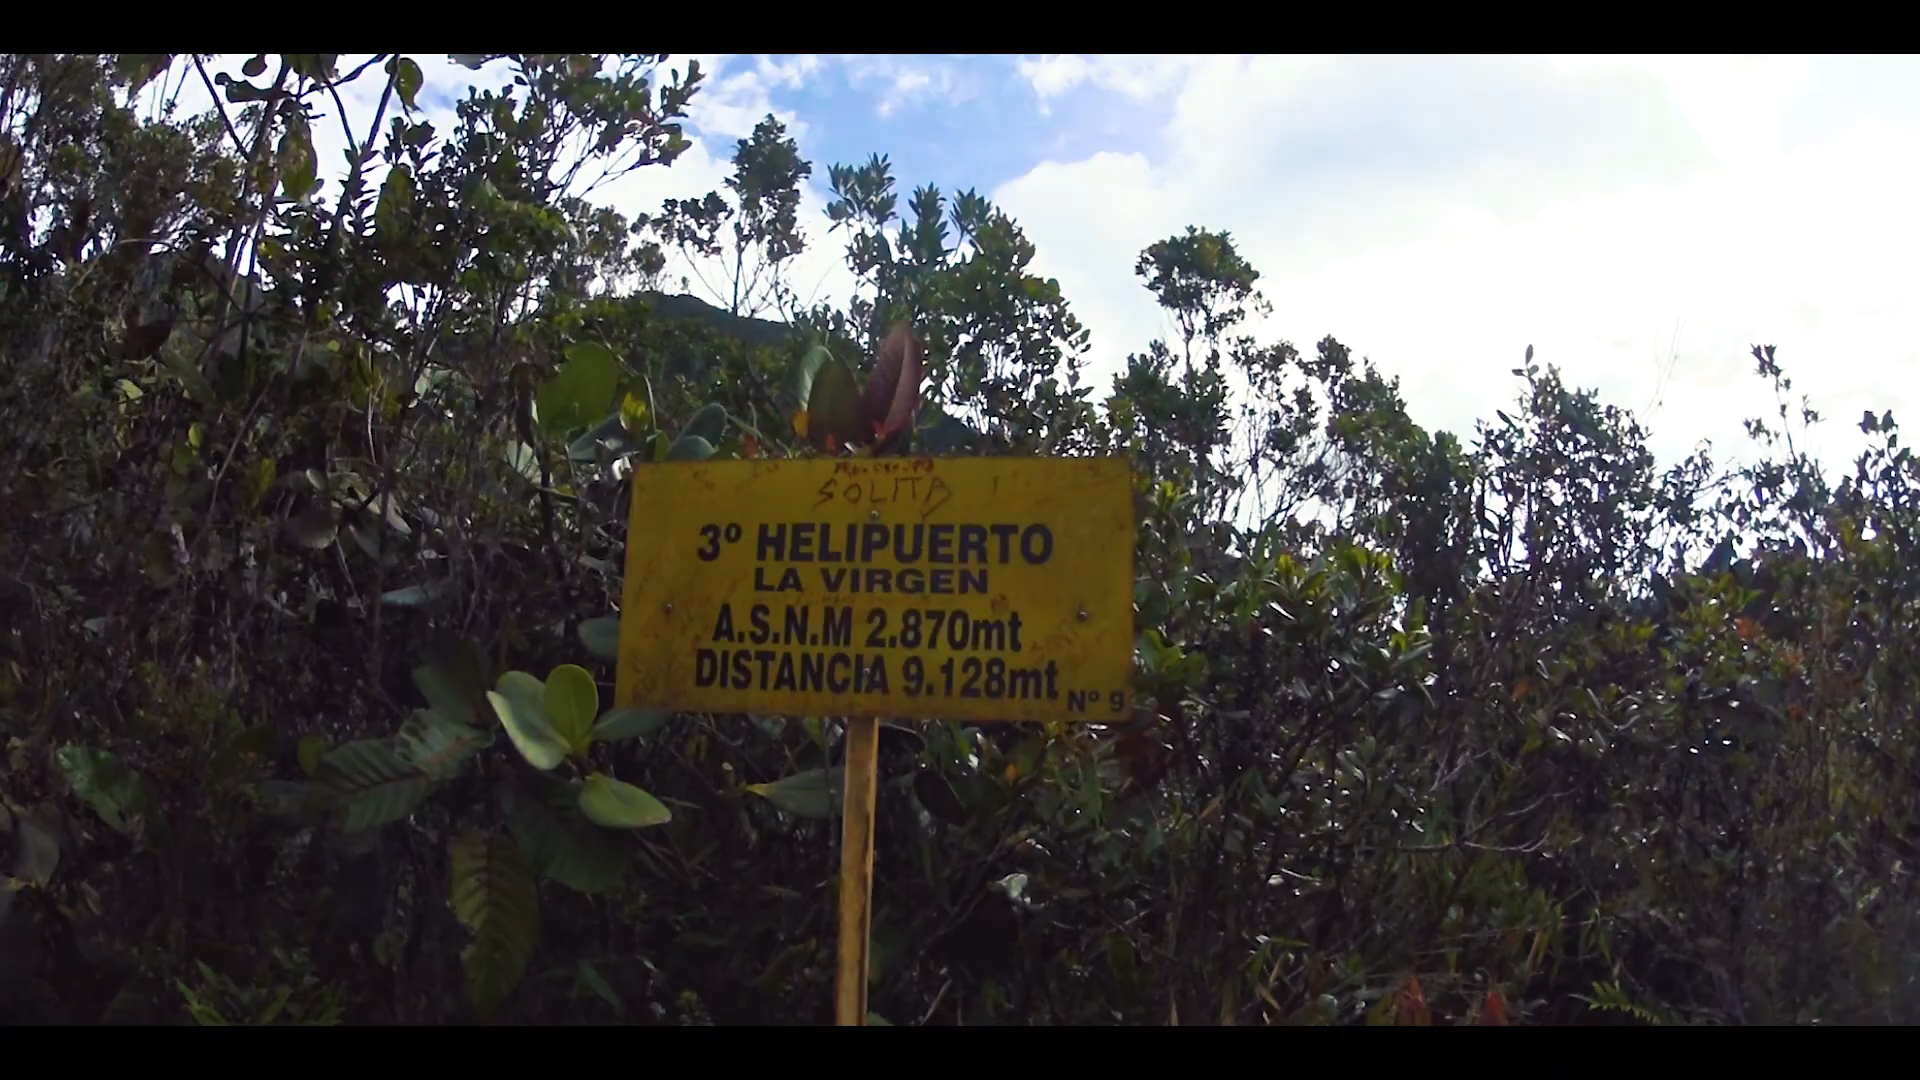 SOLITA
3º HELIPUERTO
LA VIRGEN
A.S.N.M 2.870mt
DISTANCIA 9.128mt
Nº 9